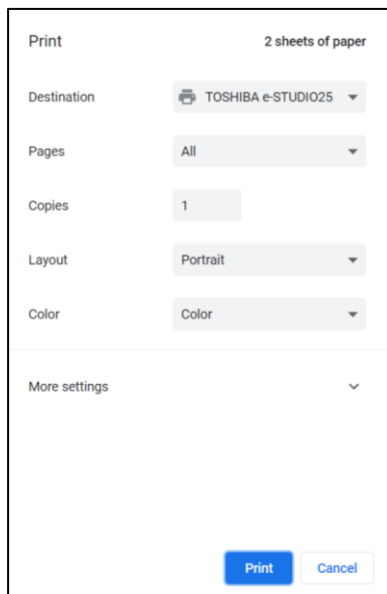 Print 2 sheets of paper
Destination TOSHIBA e-STUDIO25
Pages All
Copies 1
Layout Portrait
Color Color
More settings
Print Cancel